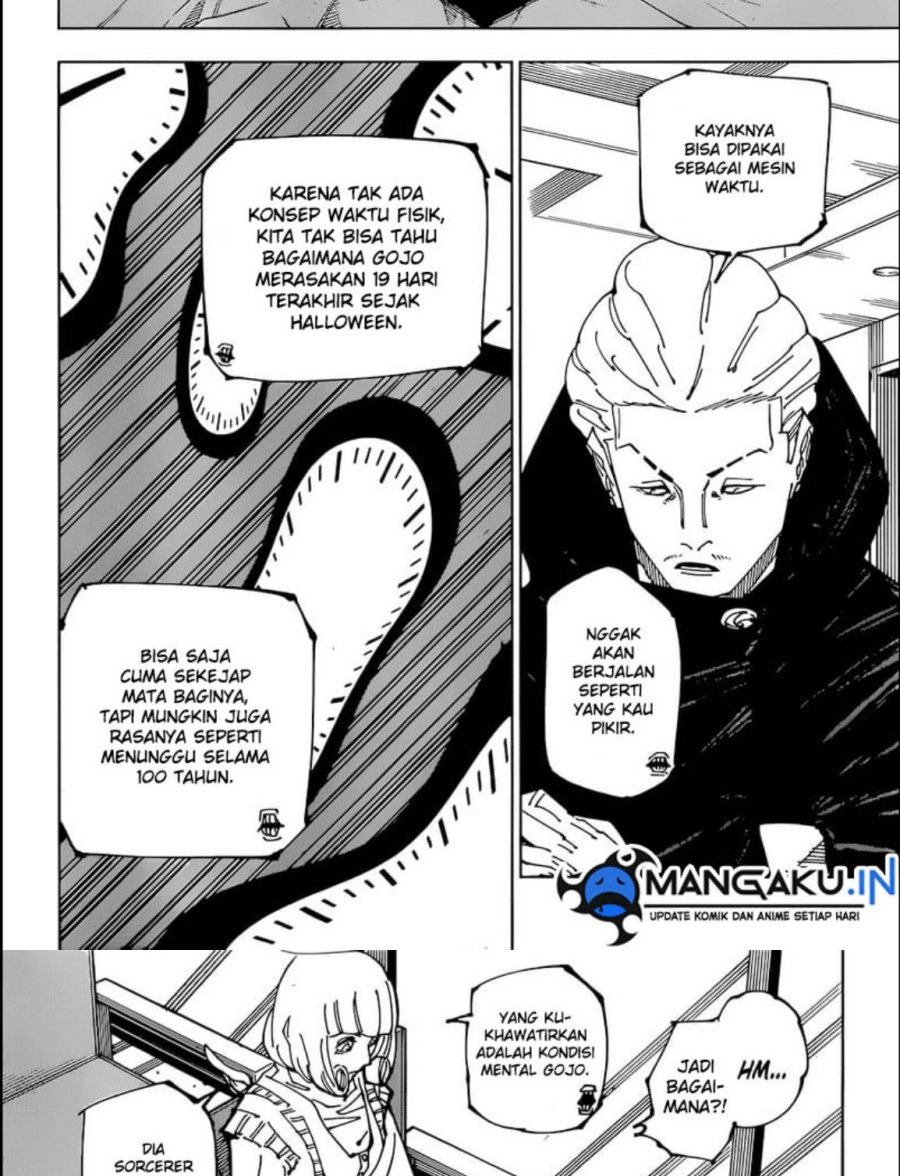 KAYAKNYA
BISA DIPAKAI
SEBAGAI MESIN
WAKTU.
NGGAK
AKAN
BERJALAN
SEPERTI
YANG KAU
PIKIR.
KARENA TAK ADA
KONSEP WAKTU FISIK,
KITA TAK BISA TAHU
BAGAIMANA GOJO
MERASAKAN 19 HARI
TERAKHIR SEJAK
HALLOWEEN.
BISA SAJA
CUMA SEKEJAP
MATA BAGINYA,
TAPI MUNGKIN JUGA
RASANYA SEPERTI
MENUNGGU SELAMA
100 TAHUN.
MANGAKU.IN
UPDATE KOMIK DAN ANIME SETIAP HARI
HM...
JADI
BAGAI-
MANA?!
YANG KU-
KHAWATIRKAN
ADALAH KONDISI
MENTAL GOJO.
DIA
SORCERER